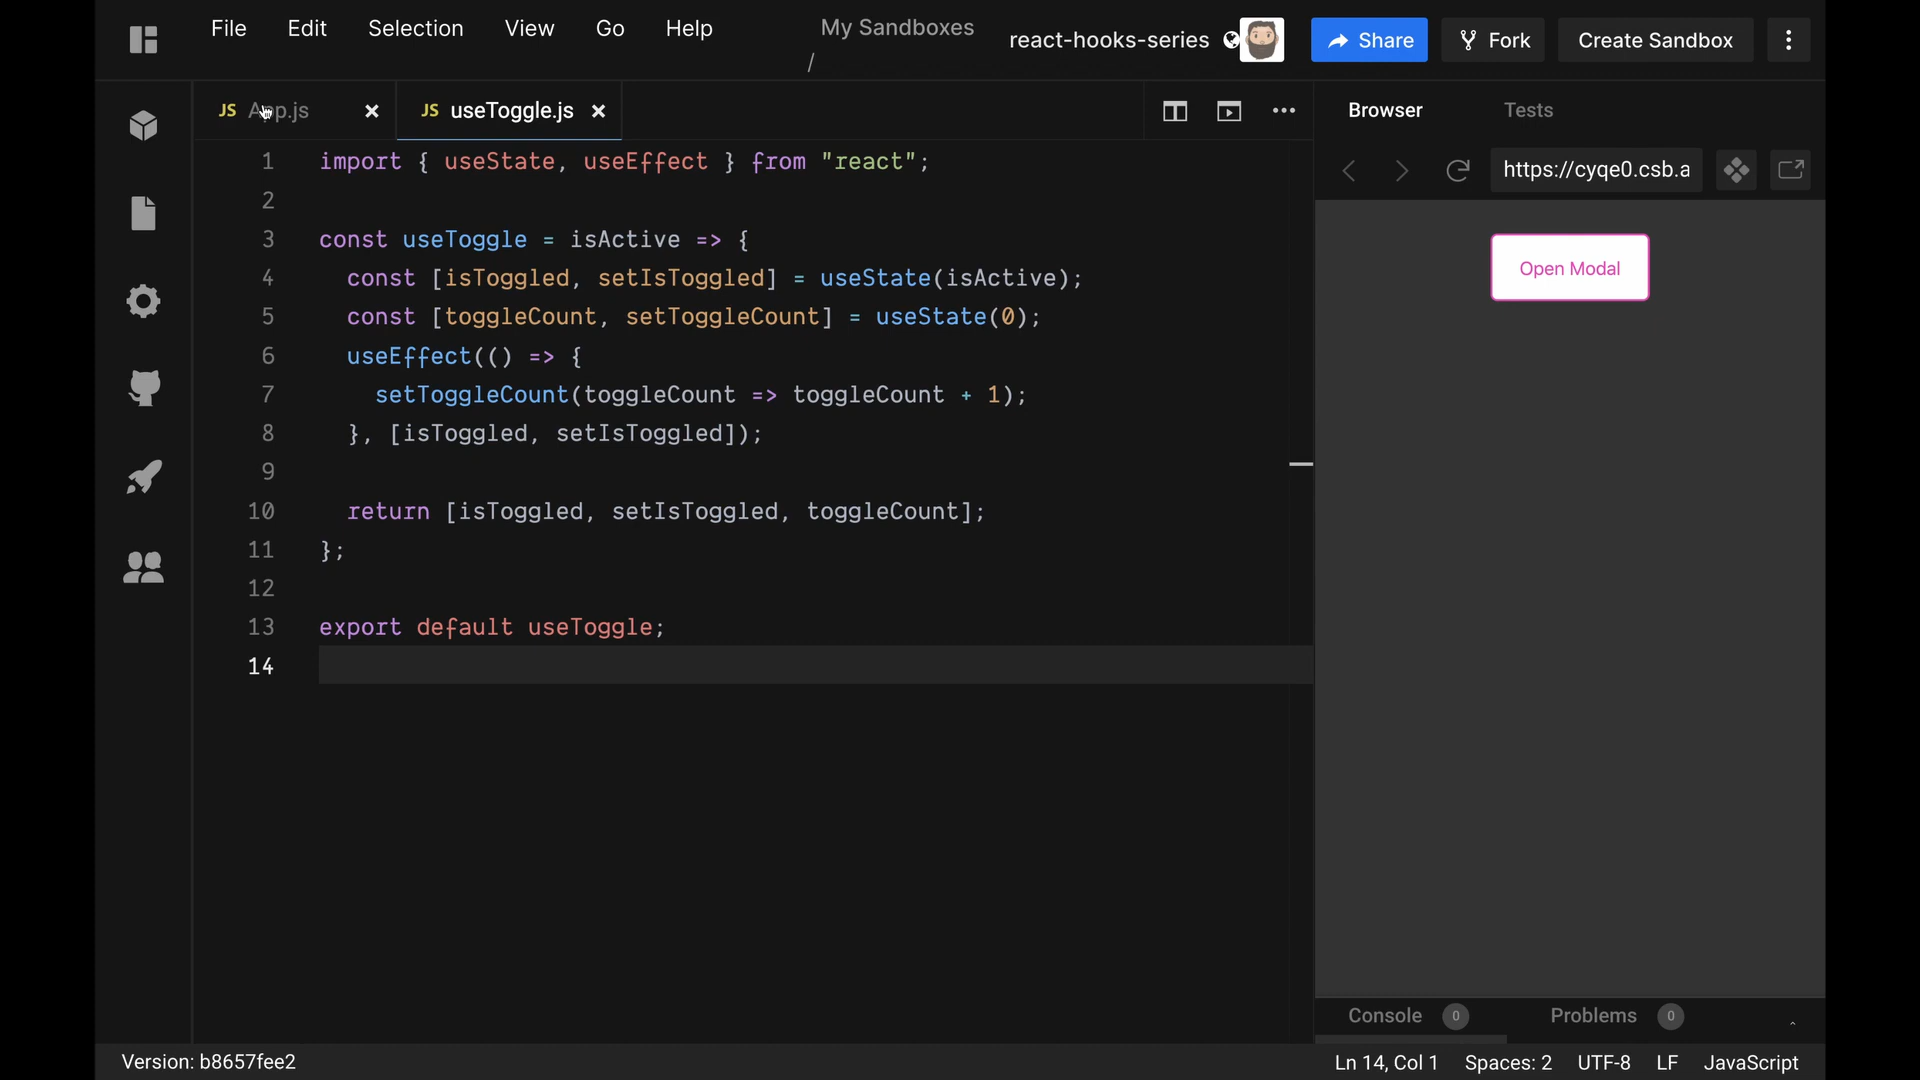 File Edit Selection View Go Help My Sandboxes / react-hooks-series Share Fork Create Sandbox
JS App.js JS useToggle.js Browser Tests
https://cyqe0.csb.a
1 import { useState, useEffect } from "react";
2
3 const useToggle = isActive => {
4 const [isToggled, setIsToggled] = useState(isActive);
5 const [toggleCount, setToggleCount] = useState(0);
6 useEffect(() => {
7 setToggleCount(toggleCount => toggleCount + 1);
8 }, [isToggled, setIsToggled]);
9
10 return [isToggled, setIsToggled, toggleCount];
11 };
12
13 export default useToggle;
14
Open Modal
Console 0 Problems 0
Version: b8657fee2 Ln 14, Col 1 Spaces: 2 UTF-8 LF JavaScript